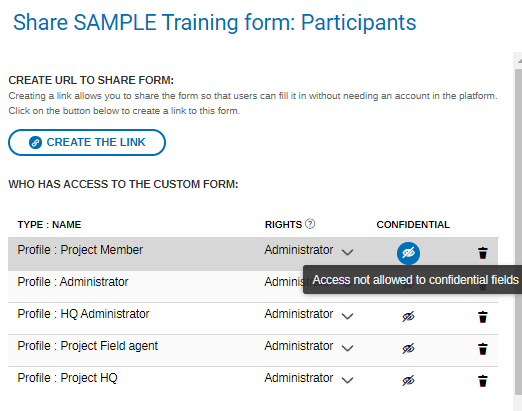 Share SAMPLE Training form: Participants
CREATE URL TO SHARE FORM:
Creating a link allows you to share the form so that users can fill it in without needing an account in the platform.
Click on the button below to create a link to this form.
CREATE THE LINK
WHO HAS ACCESS TO THE CUSTOM FORM:
TYPE : NAME RIGHTS ? CONFIDENTIAL
Profile : Project Member Administrator
Access not allowed to confidential fields
Profile : Administrator Adminis
Profile : HQ Administrator Administrator
Profile : Project Field agent Administrator
Profile : Project HQ Administrator